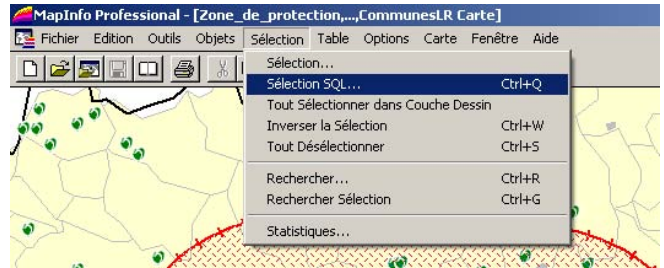 MapInfo Professional - [Zone_de_protection,...,CommunesLR Carte]
Fichier Edition Outils Objets Sélection Table Options Carte Fenêtre Aide
Sélection...
Sélection SQL... Ctrl+Q
Tout Sélectionner dans Couche Dessin
Inverser la Sélection Ctrl+W
Tout Désélectionner Ctrl+S
Rechercher... Ctrl+R
Rechercher Sélection Ctrl+G
Statistiques...